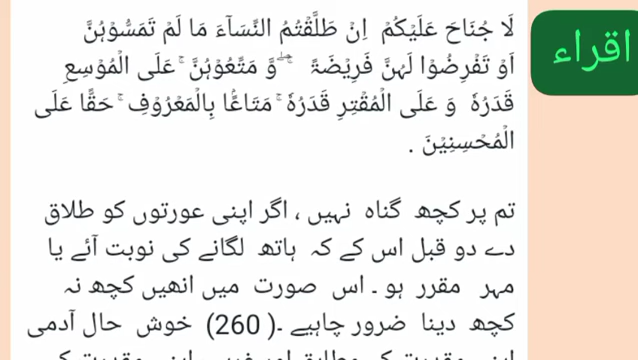 اقراء
لَا جُنَاحَ عَلَيْكُمْ اِنْ طَلَّقْتُمُ النِّسَآءَ مَا لَمْ تَمَسُّوْهُنَّ
اَوْ تَفْرِضُوْا لَهُنَّ فَرِيْضَةً ۖۚ وَّ مَتِّعُوْهُنَّ ۚ عَلَى الْمُوْسِعِ
قَدَرُهٗ وَ عَلَى الْمُقْتِرِ قَدَرُهٗ ۚ مَتَاعًۢا بِالْمَعْرُوْفِ ۚ حَقًّا عَلَى
الْمُحْسِنِيْنَ .
تم پر کچھ گناہ نہیں ، اگر اپنی عورتوں کو طلاق
دے دو قبل اس کے کہ ہاتھ لگانے کی نوبت آئے یا
مہر مقرر ہو ۔ اس صورت میں انھیں کچھ نہ
کچھ دینا ضرور چاہیے ۔( 260) خوش حال آدمی